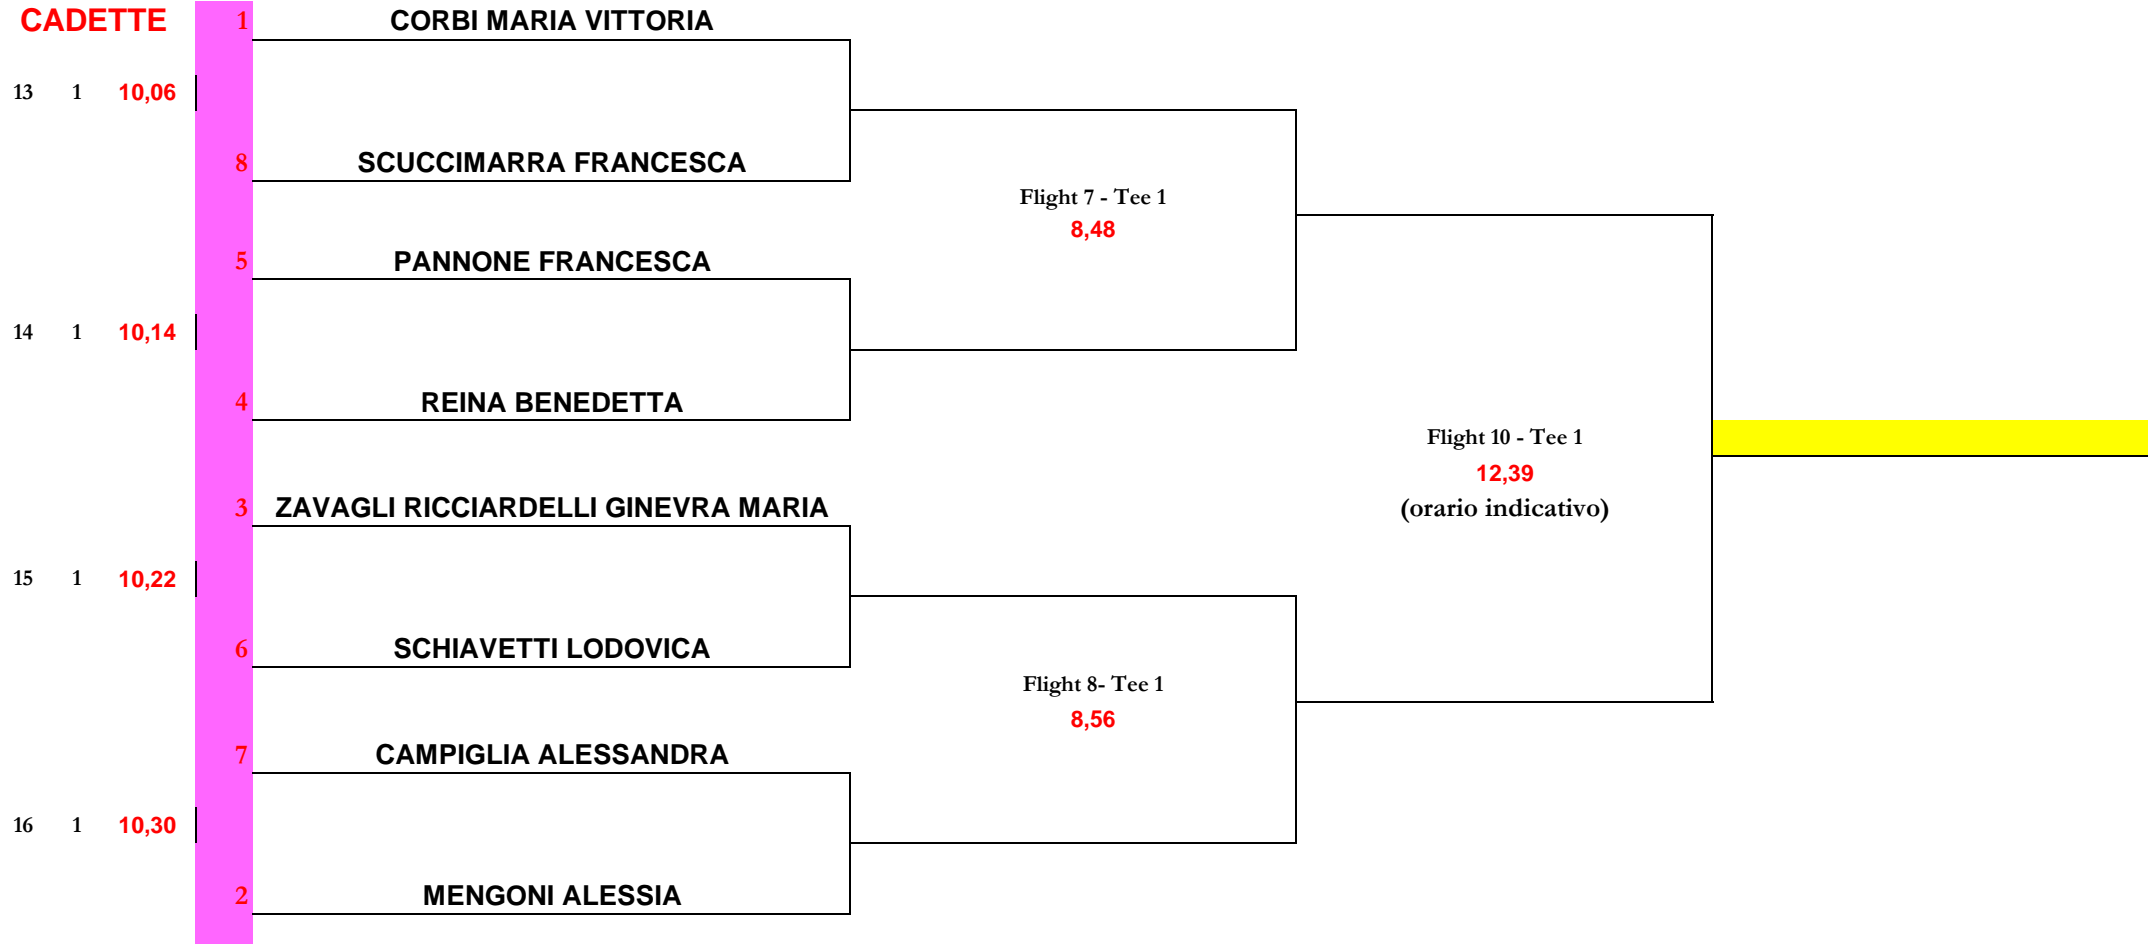 CADETTE 1 CORBI MARIA VITTORIA
13 1 10,06
8 SCUCCIMARRA FRANCESCA
Flight 7 - Tee 1
8,48
5 PANNONE FRANCESCA
14 1 10,14
4 REINA BENEDETTA
Flight 10 - Tee 1
12,39
3 ZAVAGLI RICCIARDELLI GINEVRA MARIA
(orario indicativo)
15 1 10,22
6 SCHIAVETTI LODOVICA
Flight 8- Tee 1
8,56
7 CAMPIGLIA ALESSANDRA
16 1 10,30
2 MENGONI ALESSIA